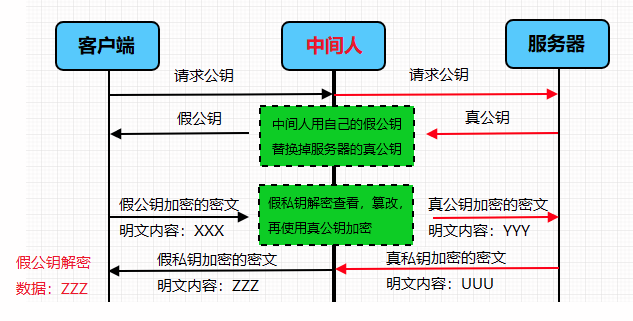 客户端
中间人
服务器
请求公钥
请求公钥
假公钥
中间人用自己的假公钥
替换掉服务器的真公钥
真公钥
假公钥加密的密文
明文内容：XXX
假私钥解密查看，篡改，
再使用真公钥加密
真公钥加密的密文
明文内容：YYY
假公钥解密
数据：ZZZ
假私钥加密的密文
明文内容：ZZZ
真私钥加密的密文
明文内容：UUU